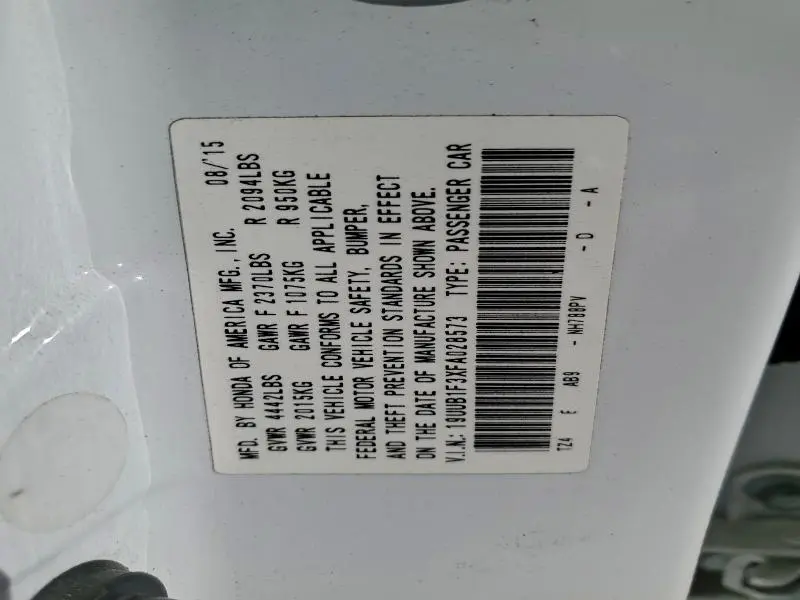 MFD. BY HONDA OF AMERICA MFG., INC. 08/'15
GVWR 4442LBS GAWR F 2370LBS R 2094LBS
GVWR 2015KG GAWR F 1075KG R 950KG
THIS VEHICLE CONFORMS TO ALL APPLICABLE
FEDERAL MOTOR VEHICLE SAFETY, BUMPER,
AND THEFT PREVENTION STANDARDS IN EFFECT
ON THE DATE OF MANUFACTURE SHOWN ABOVE.
V.I.N.: 19UUB1F3XFA028573 TYPE: PASSENGER CAR
TZ4 E AB9 - NH788PV - D - A